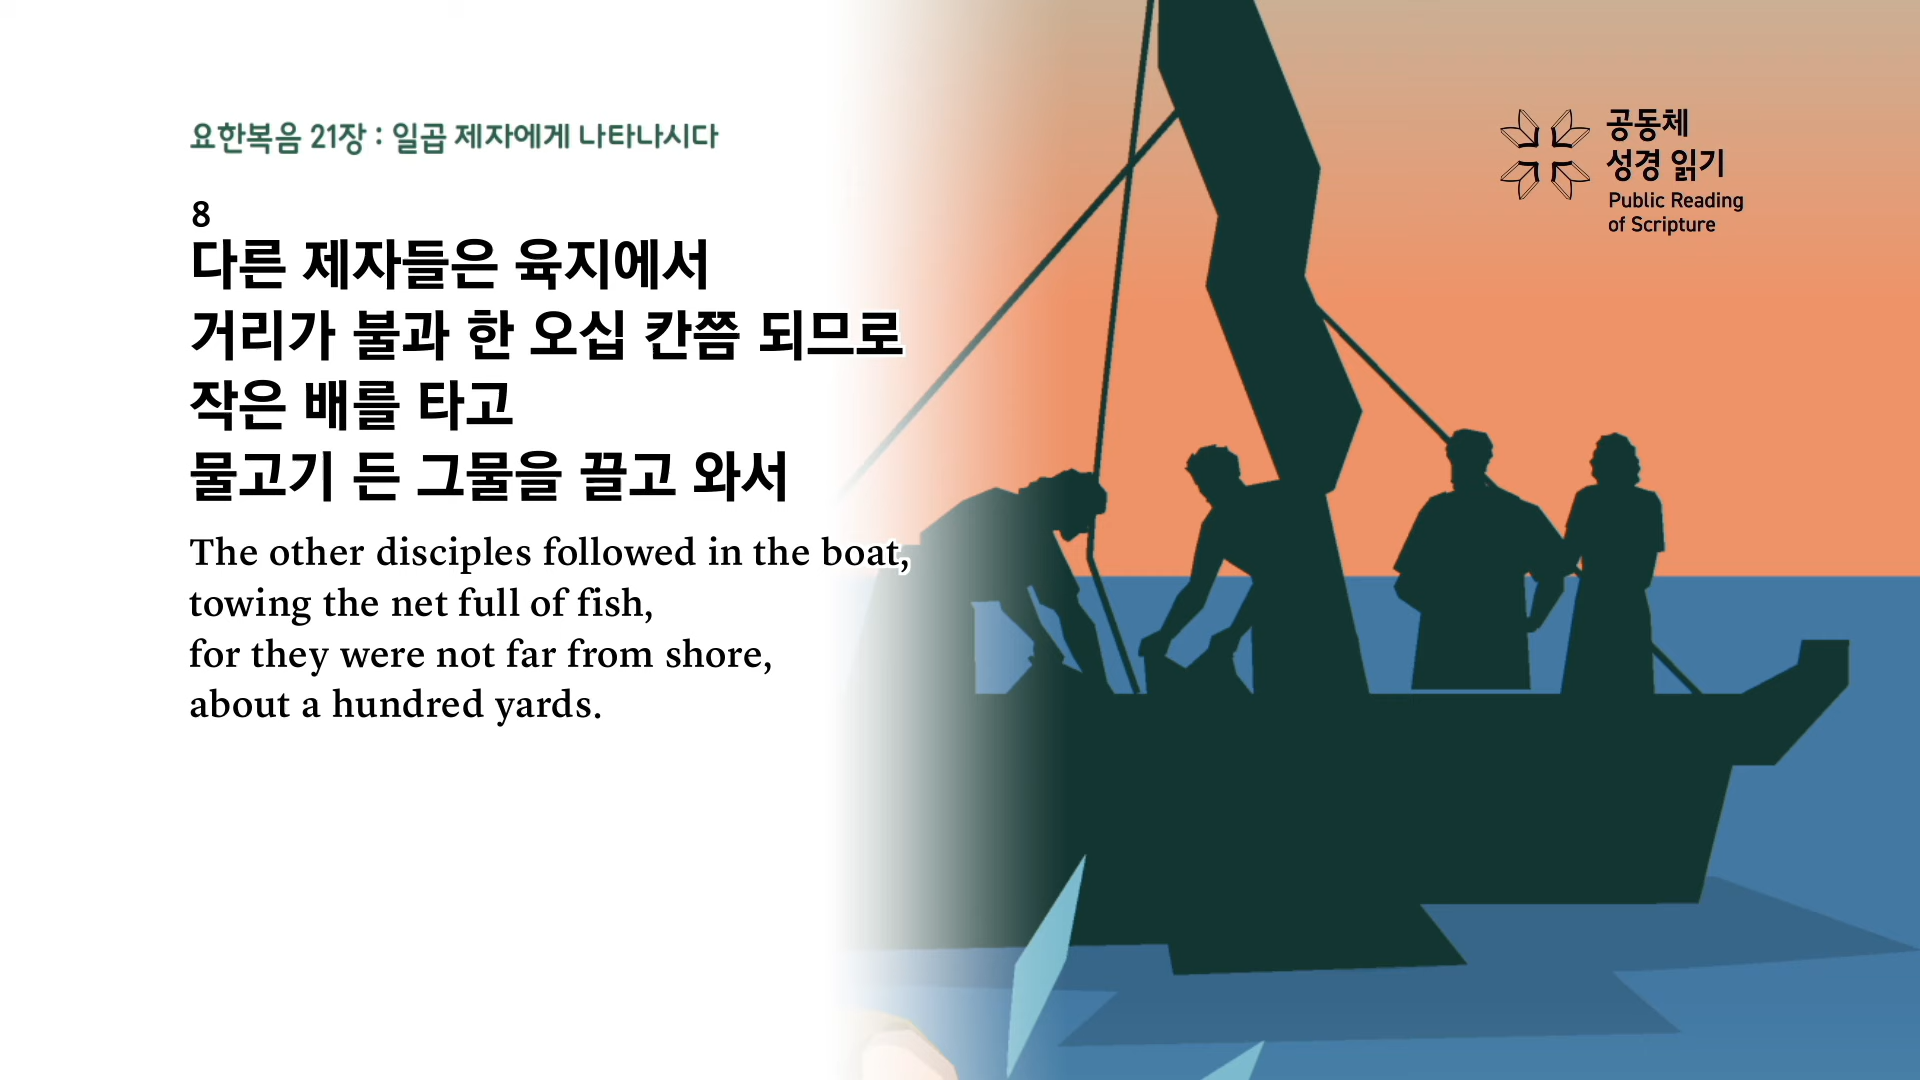 요한복음 21장 : 일곱 제자에게 나타나시다
8
다른 제자들은 육지에서
거리가 불과 한 오십 칸쯤 되므로
작은 배를 타고
물고기 든 그물을 끌고 와서
The other disciples followed in the boat,
towing the net full of fish,
for they were not far from shore,
about a hundred yards.
공동체
성경 읽기
Public Reading
of Scripture